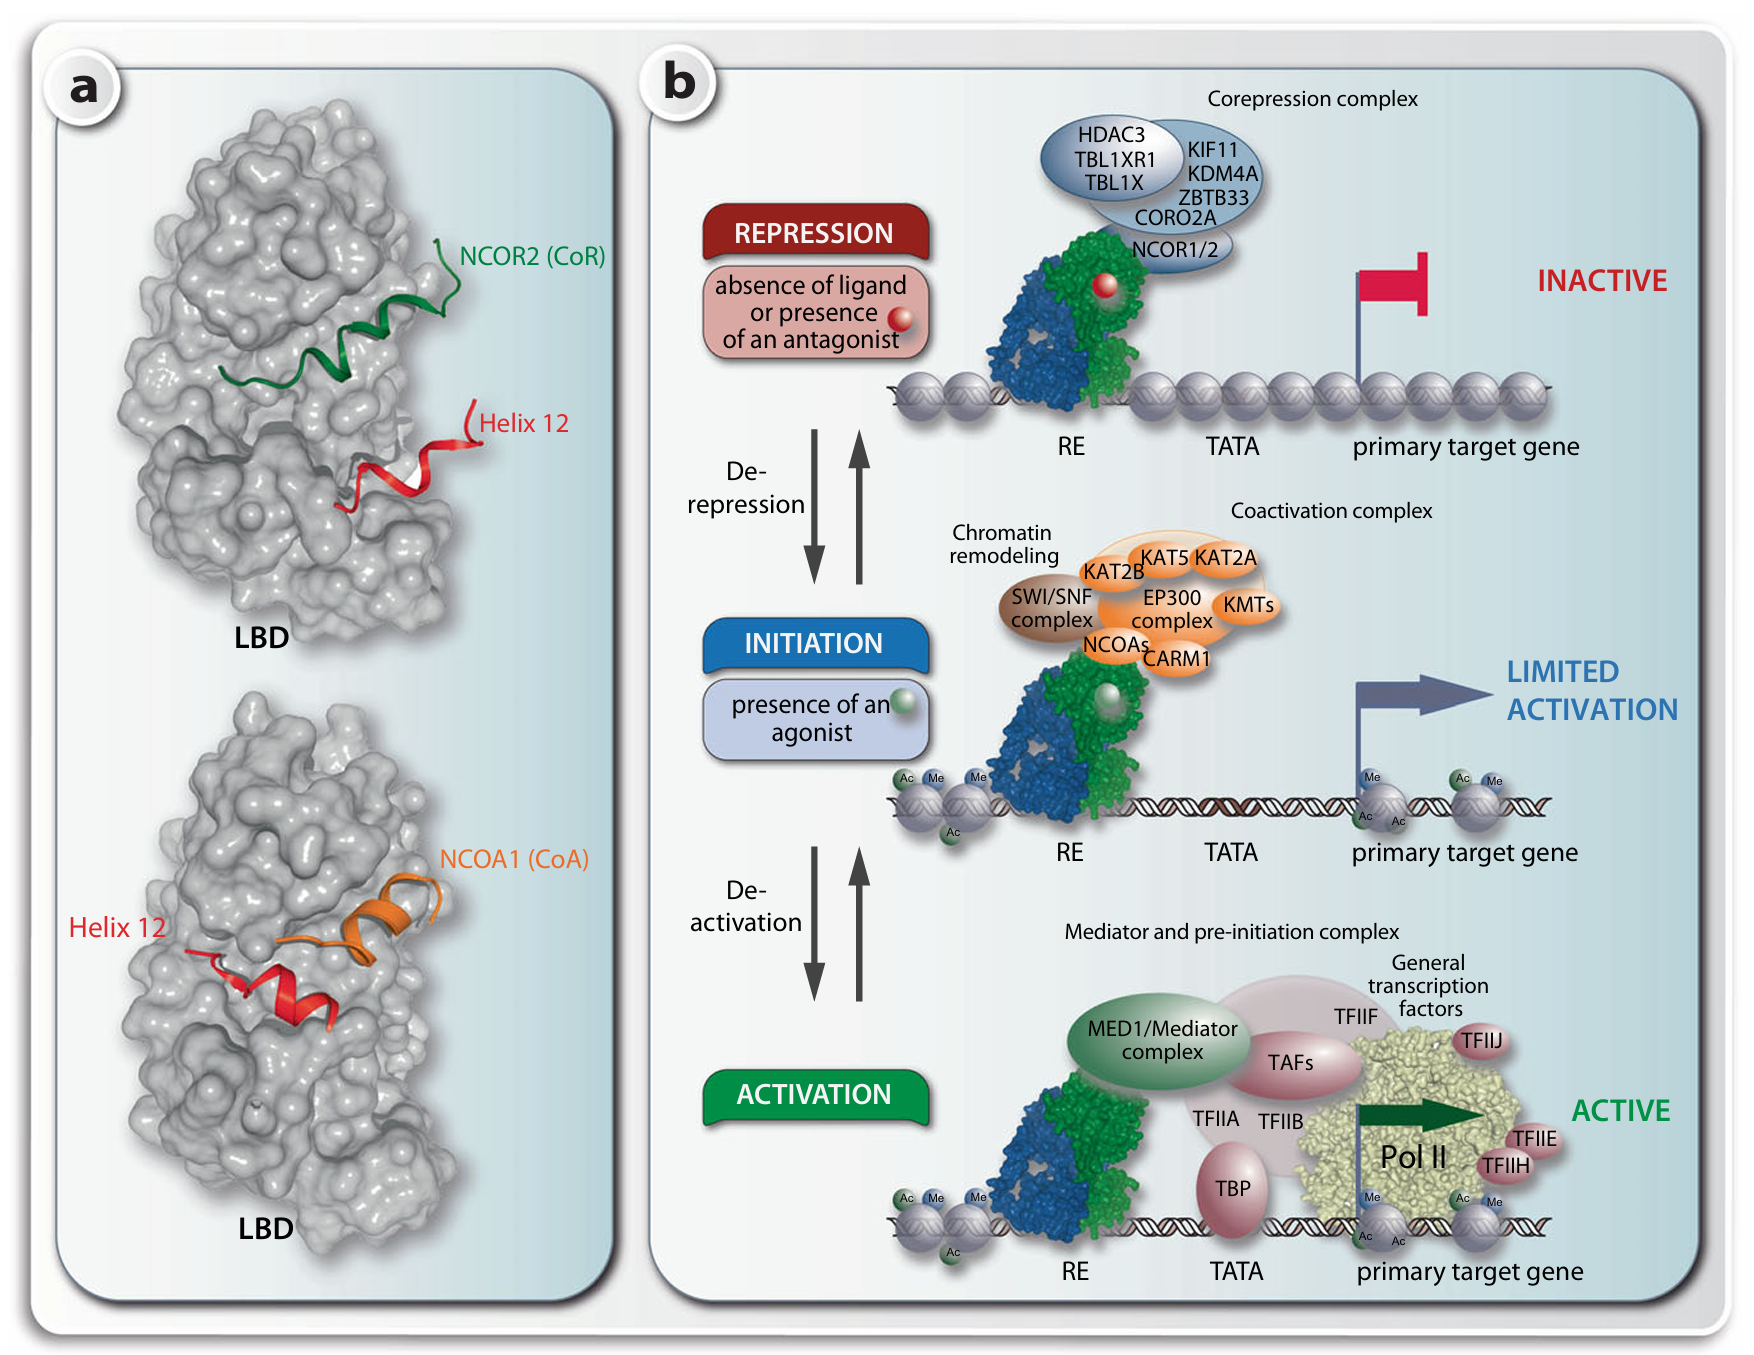 a
NCOR2 (CoR)
Helix 12
LBD
NCOA1 (CoA)
Helix 12
LBD
b
Corepression complex
HDAC3
TBL1XR1
TBL1X
KIF11
KDM4A
ZBTB33
CORO2A
NCOR1/2
REPRESSION
absence of ligand
or presence
of an antagonist
INACTIVE
RE
TATA
primary target gene
De-
repression
Coactivation complex
Chromatin
remodeling
KAT2B
KAT5
KAT2A
SWI/SNF
complex
EP300
complex
KMTs
NCOAs
CARM1
INITIATION
presence of an
agonist
LIMITED
ACTIVATION
Ac
Me
Me
Ac
Me
Ac
Ac
Ac
Me
RE
TATA
primary target gene
De-
activation
Mediator and pre-initiation complex
General
transcription
factors
MED1/Mediator
complex
TFIIF
TAFs
TFIIJ
TFIIA
TFIIB
ACTIVATION
ACTIVE
Pol II
TFIIE
TFIIH
TBP
Ac
Me
Me
Ac
Me
Ac
Ac
Ac
Me
RE
TATA
primary target gene